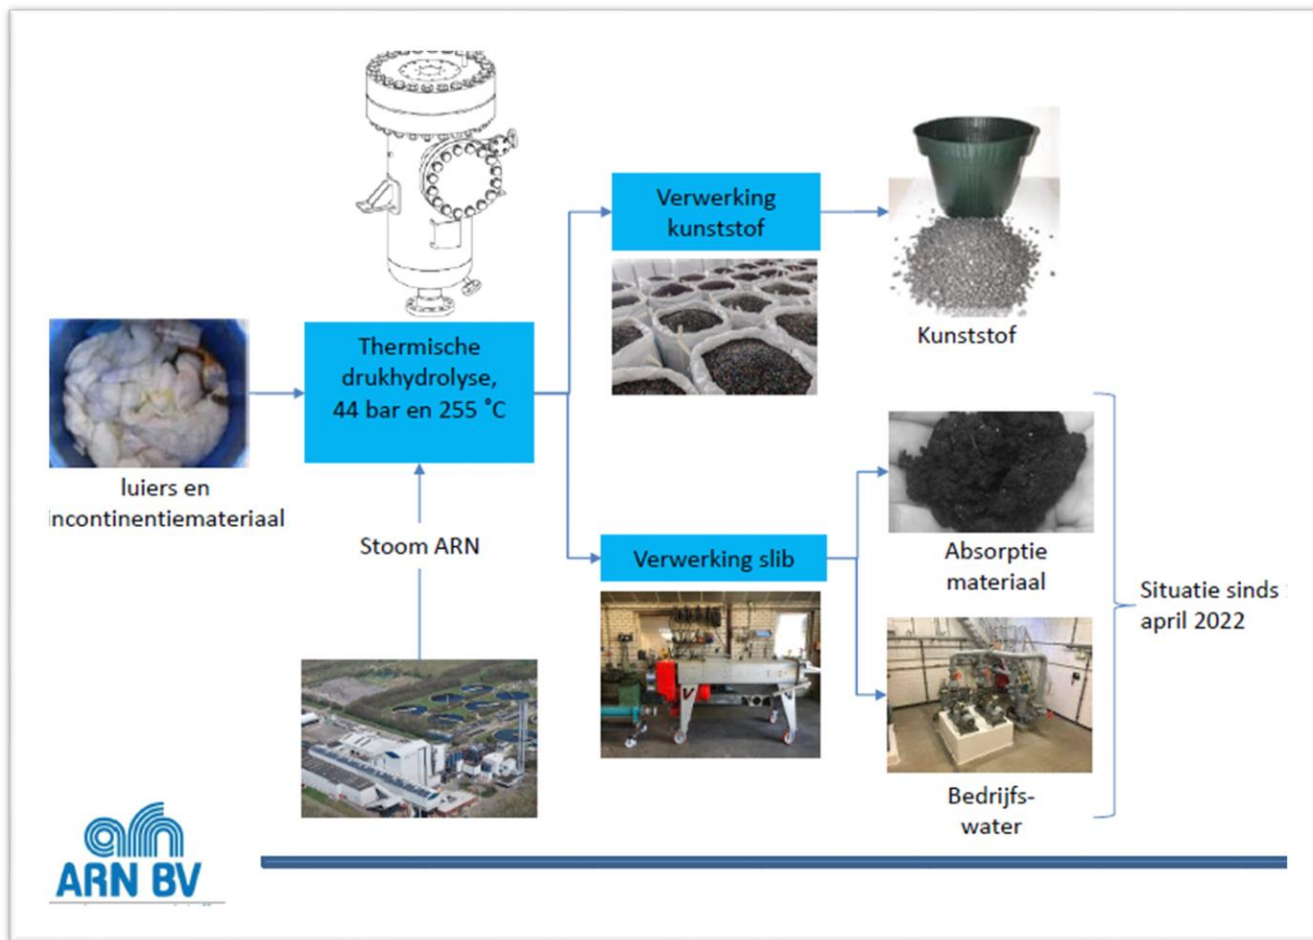 Verwerking
kunststof
Kunststof
Thermische
drukhydrolyse,
44 bar en 255 °C
luiers en
incontinentiemateriaal
Stoom ARN
Verwerking slib
Absorptie
materiaal
Situatie sinds
april 2022
Bedrijfs-
water
arn
ARN BV